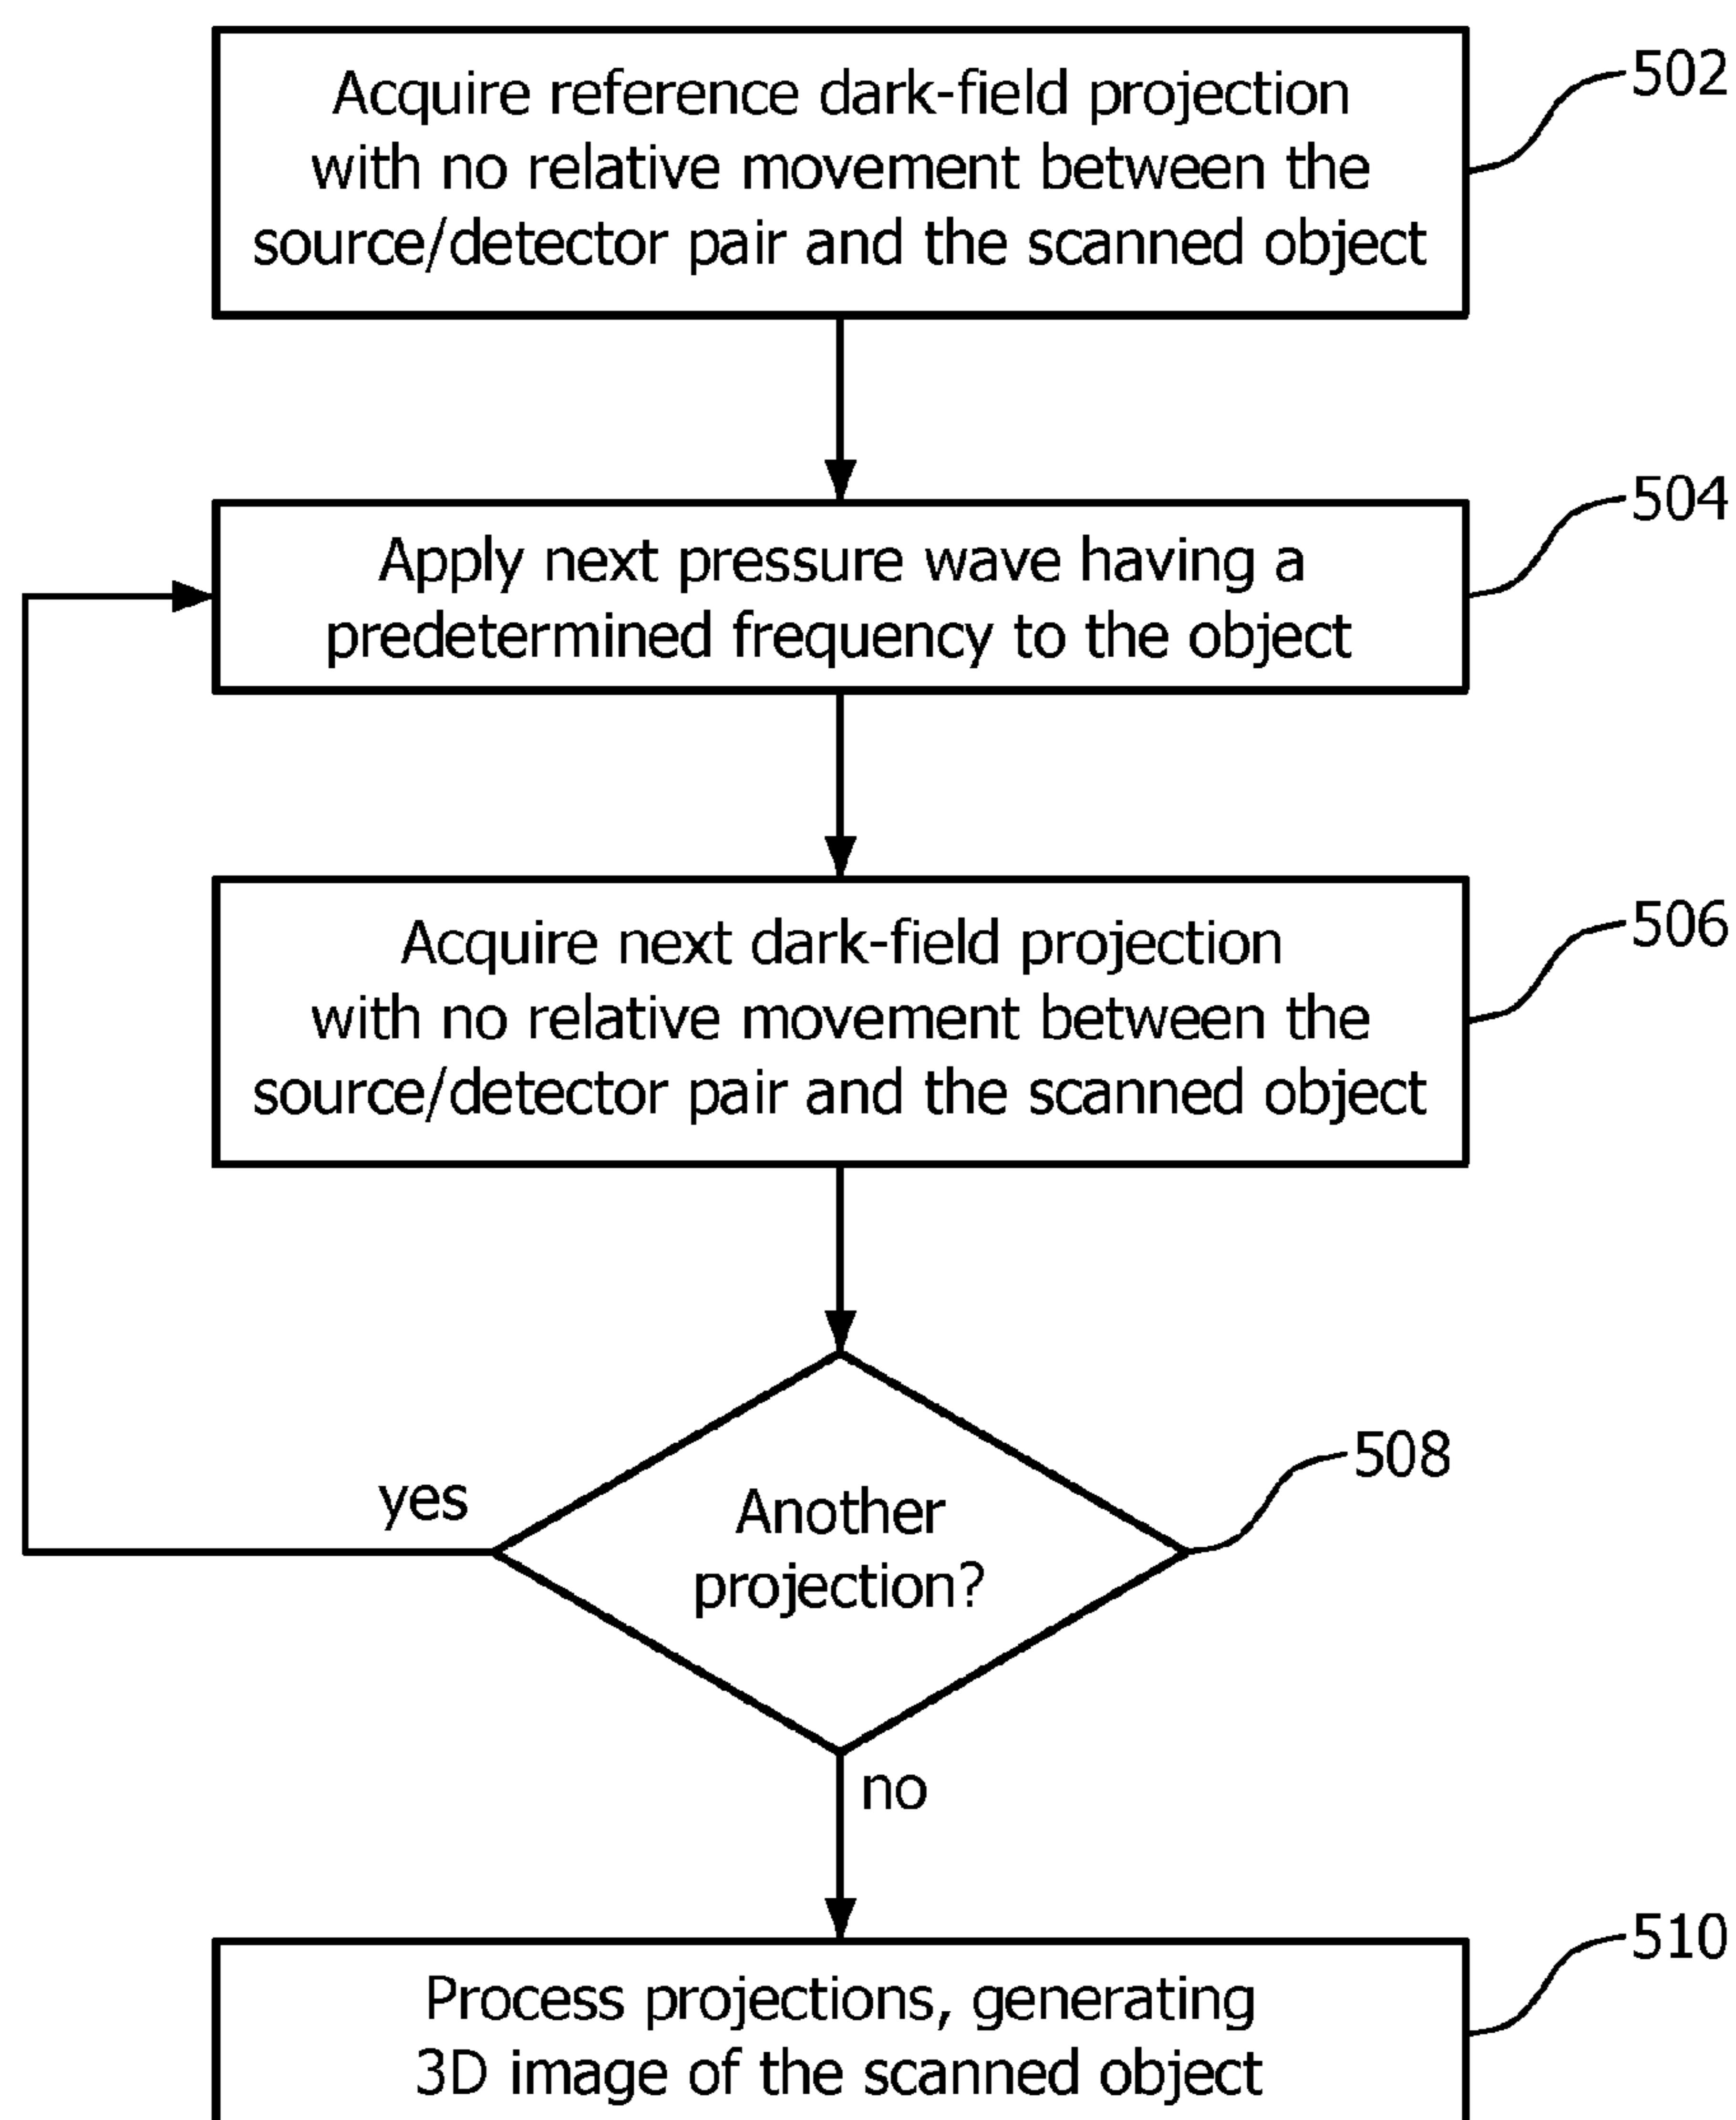 Acquire reference dark-field projection
with no relative movement between the
source/detector pair and the scanned object
502
Apply next pressure wave having a
predetermined frequency to the object
504
Acquire next dark-field projection
with no relative movement between the
source/detector pair and the scanned object
506
Another
projection?
508
yes
no
Process projections, generating
3D image of the scanned object
510